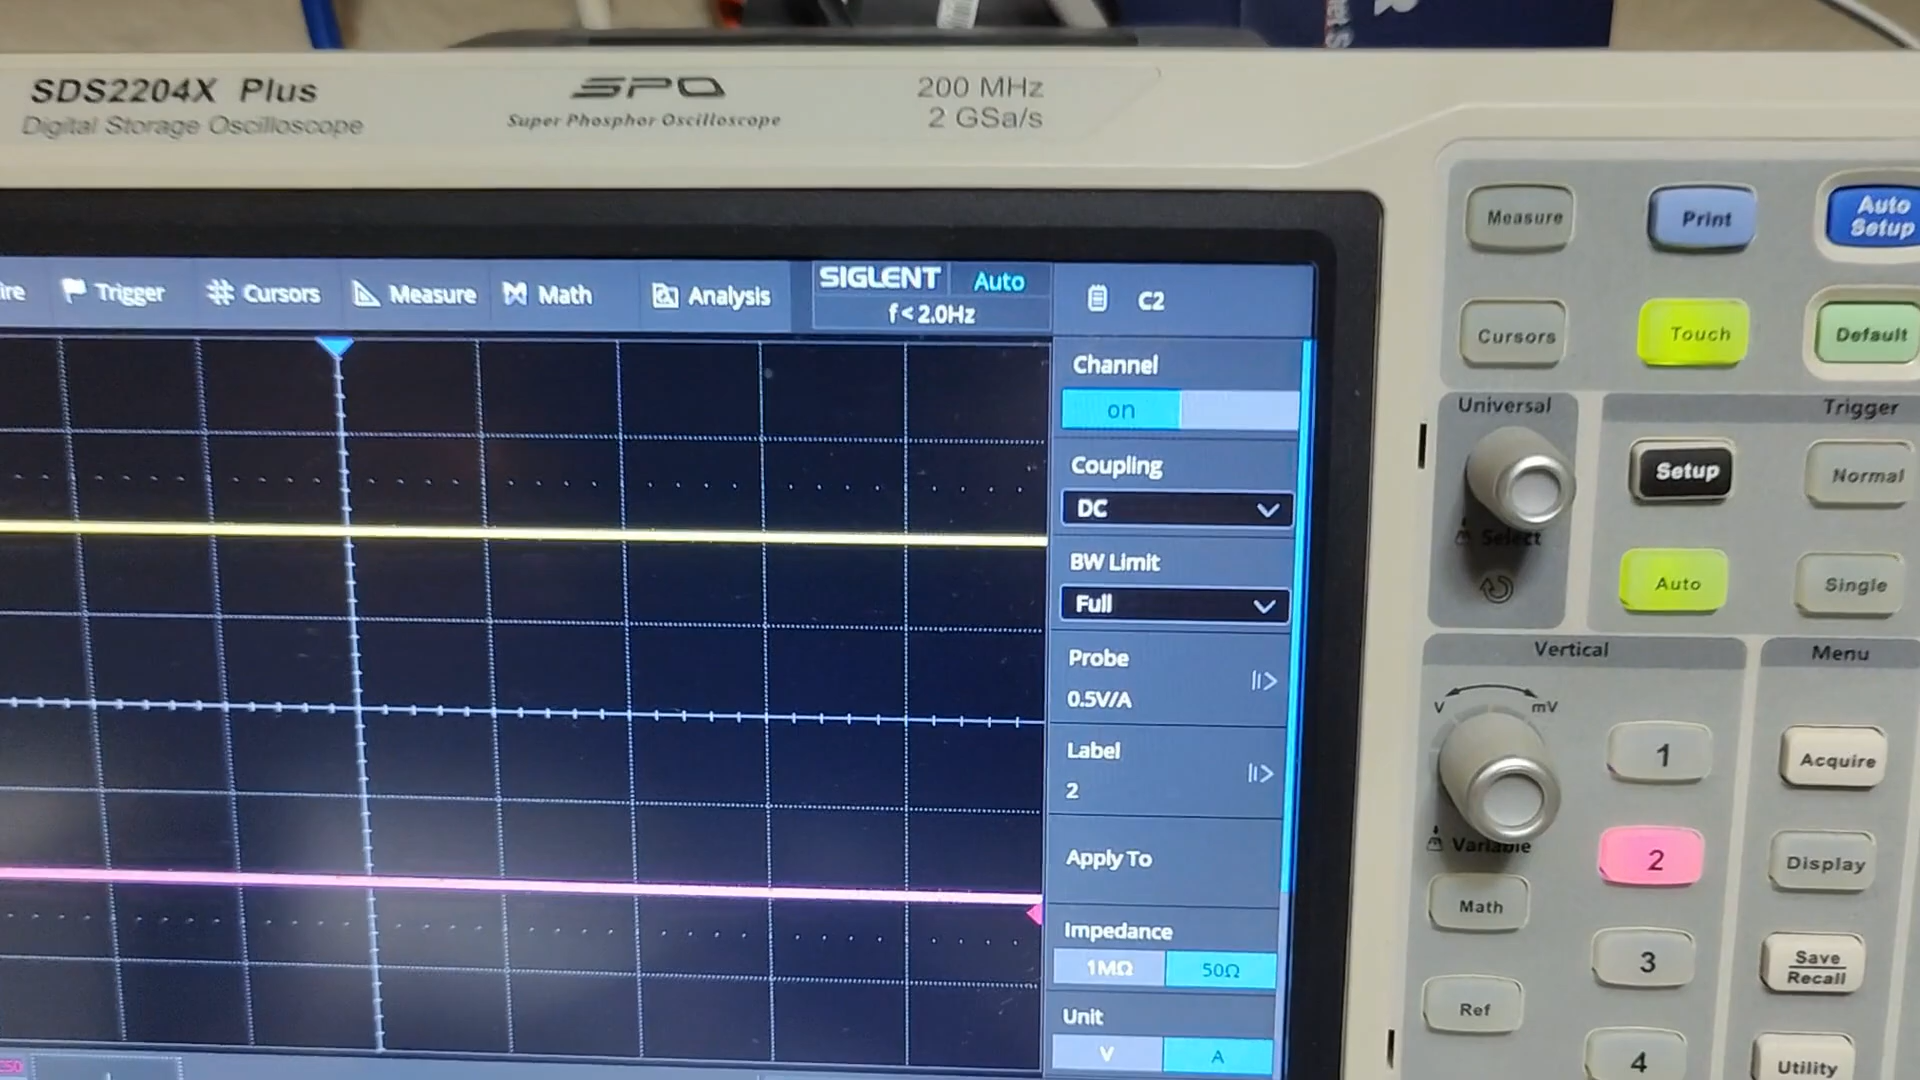 SDS2204X Plus
Digital Storage Oscilloscope
SPO
Super Phosphor Oscilloscope
200 MHz
2 GSa/s
Trigger
Cursors
Measure
Math
Analysis
SIGLENT
Auto
f < 2.0Hz
C2
Channel
on
Coupling
DC
BW Limit
Full
Probe
0.5V/A
Label
2
Apply To
Impedance
1MΩ
50Ω
Unit
V
A
Measure
Print
Auto
Setup
Cursors
Touch
Default
Universal
Select
Trigger
Setup
Normal
Auto
Single
Vertical
V
mV
Variable
1
2
3
4
Math
Ref
Menu
Acquire
Display
Save
Recall
Utility